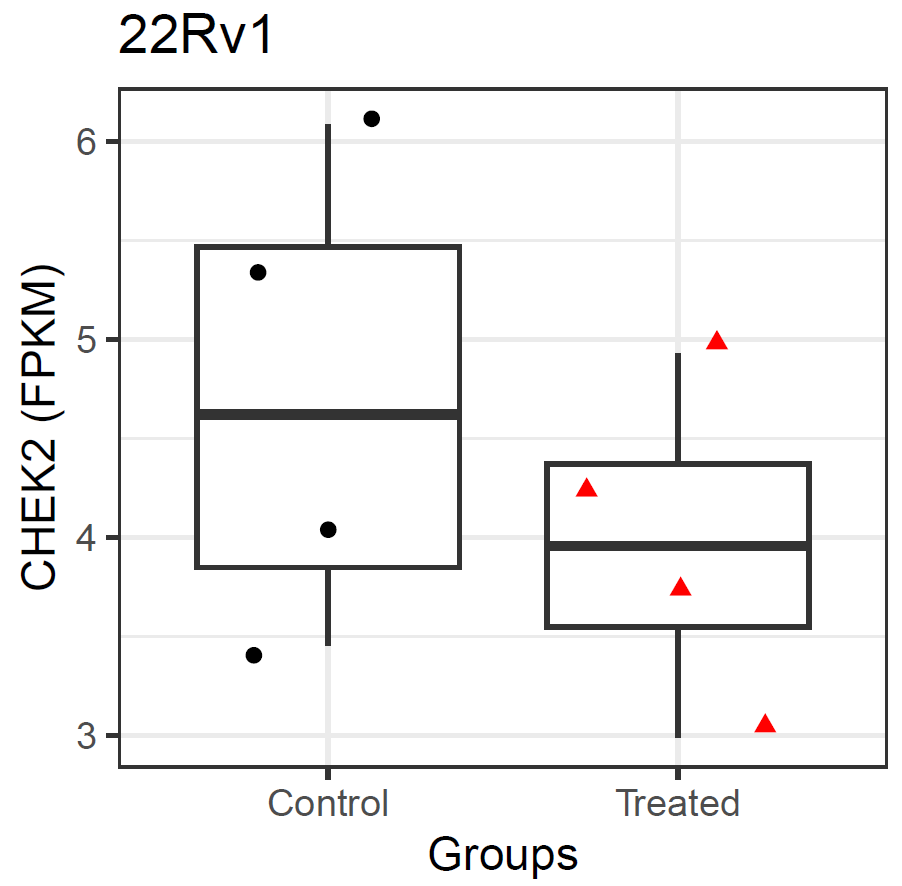 22Rv1
CHEK2 (FPKM)
6
5
4
3
Control
Treated
Groups